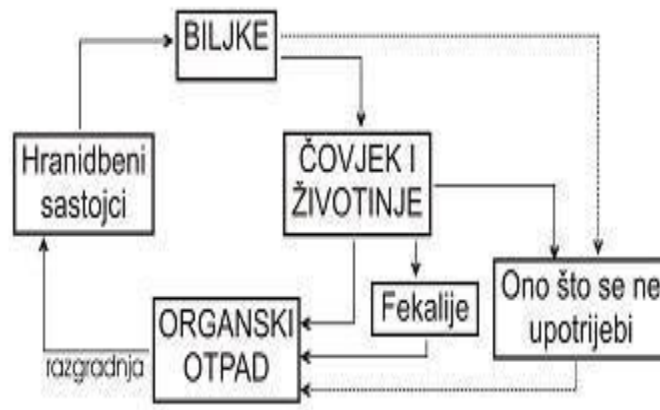 BILJKE
Hranidbeni
sastojci
ČOVJEK I
ŽIVOTINJE
Fekalije
Ono što se ne
upotrijebi
ORGANSKI
OTPAD
razgradnja